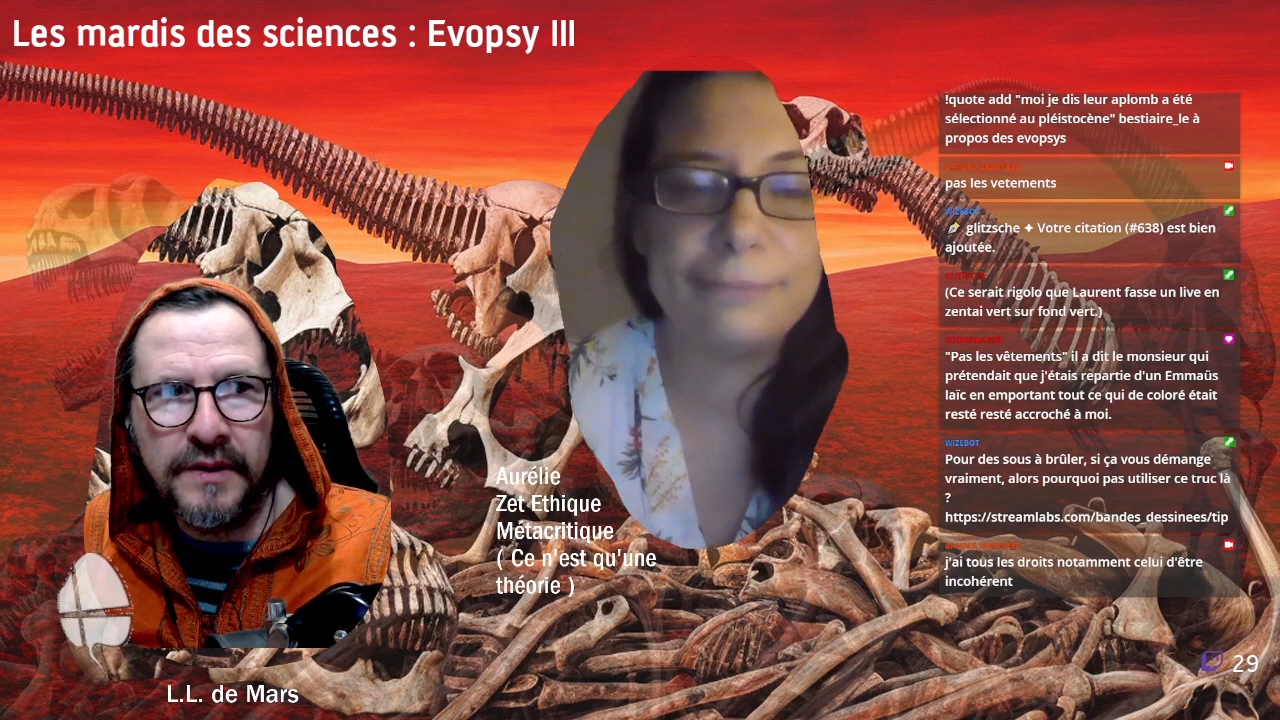 Les mardis des sciences : Evopsy III
!quote add "moi je dis leur aplomb a été
sélectionné au pléistocène" bestiaire_le à
propos des evopsys
pas les vetements
WIZEBOT
glitzsche ✦ Votre citation (#638) est bien
ajoutée.
(Ce serait rigolo que Laurent fasse un live en
zentai vert sur fond vert.)
"Pas les vêtements" il a dit le monsieur qui
prétendait que j'étais repartie d'un Emmaüs
laïc en emportant tout ce qui de coloré était
resté resté accroché à moi.
WIZEBOT
Pour des sous à brûler, si ça vous démange
vraiment, alors pourquoi pas utiliser ce truc là
?
https://streamlabs.com/bandes_dessinees/tip
j'ai tous les droits notamment celui d'être
incohérent
Aurélie
Zet Ethique
Métacritique
( Ce n'est qu'une
théorie )
29
L.L. de Mars